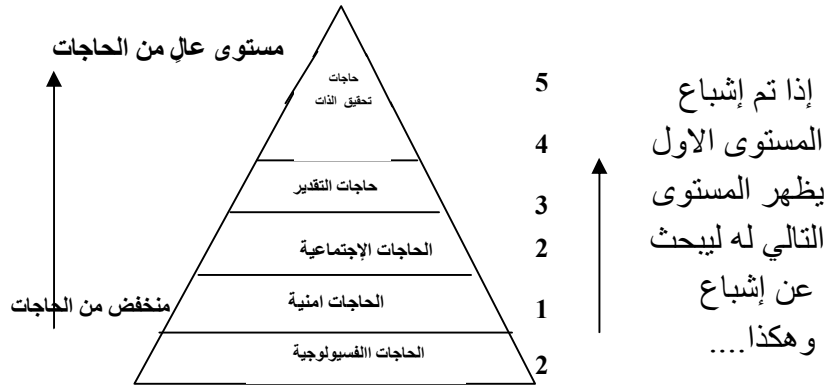 مستوى عالِ من الحاجات
حاجات
تحقيق الذات
حاجات التقدير
الحاجات الإجتماعية
الحاجات امنية
منخفض من الحاجات
الحاجات االفسيولوجية
5
4
3
2
1
2
إذا تم إشباع
المستوى الاول
يظهر المستوى
التالي له ليبحث
عن إشباع
وهكذا....